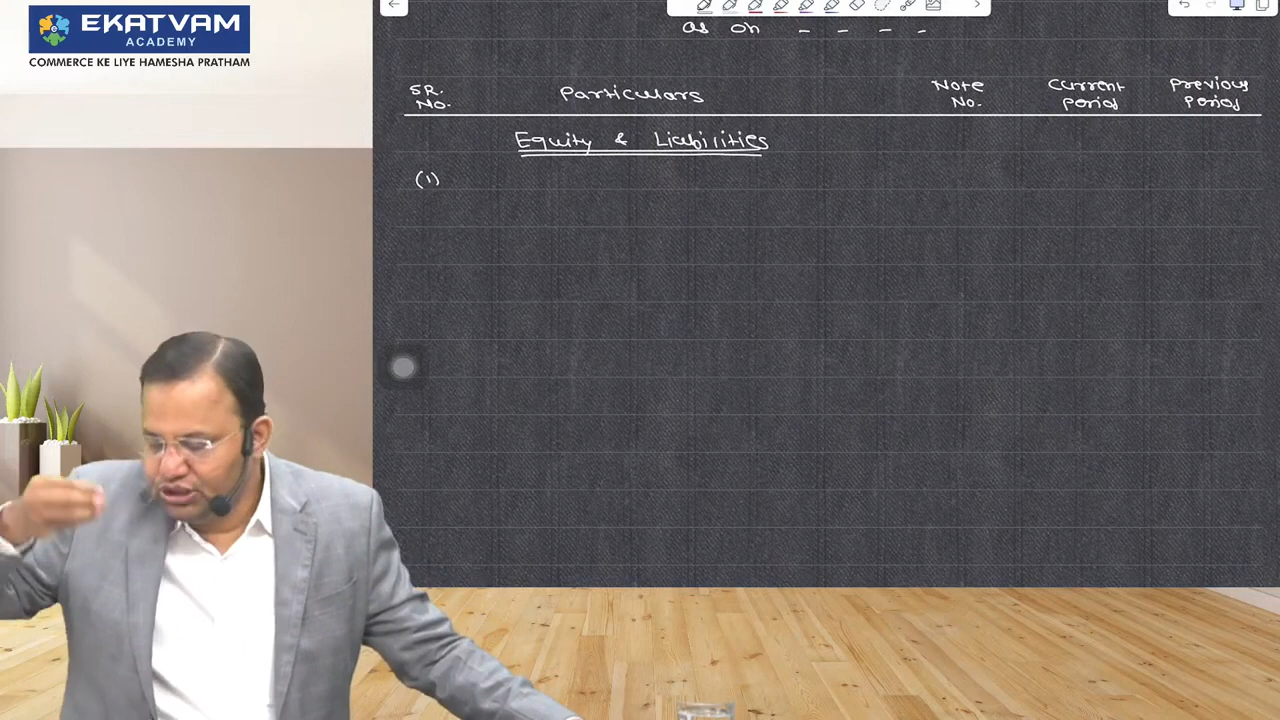 EKATVAM
ACADEMY
COMMERCE KE LIYE HAMESHA PRATHAM
as on - - - -
SR. No. Particulars Note No. Current Period Previous Period
Equity & Liabilities
(1)